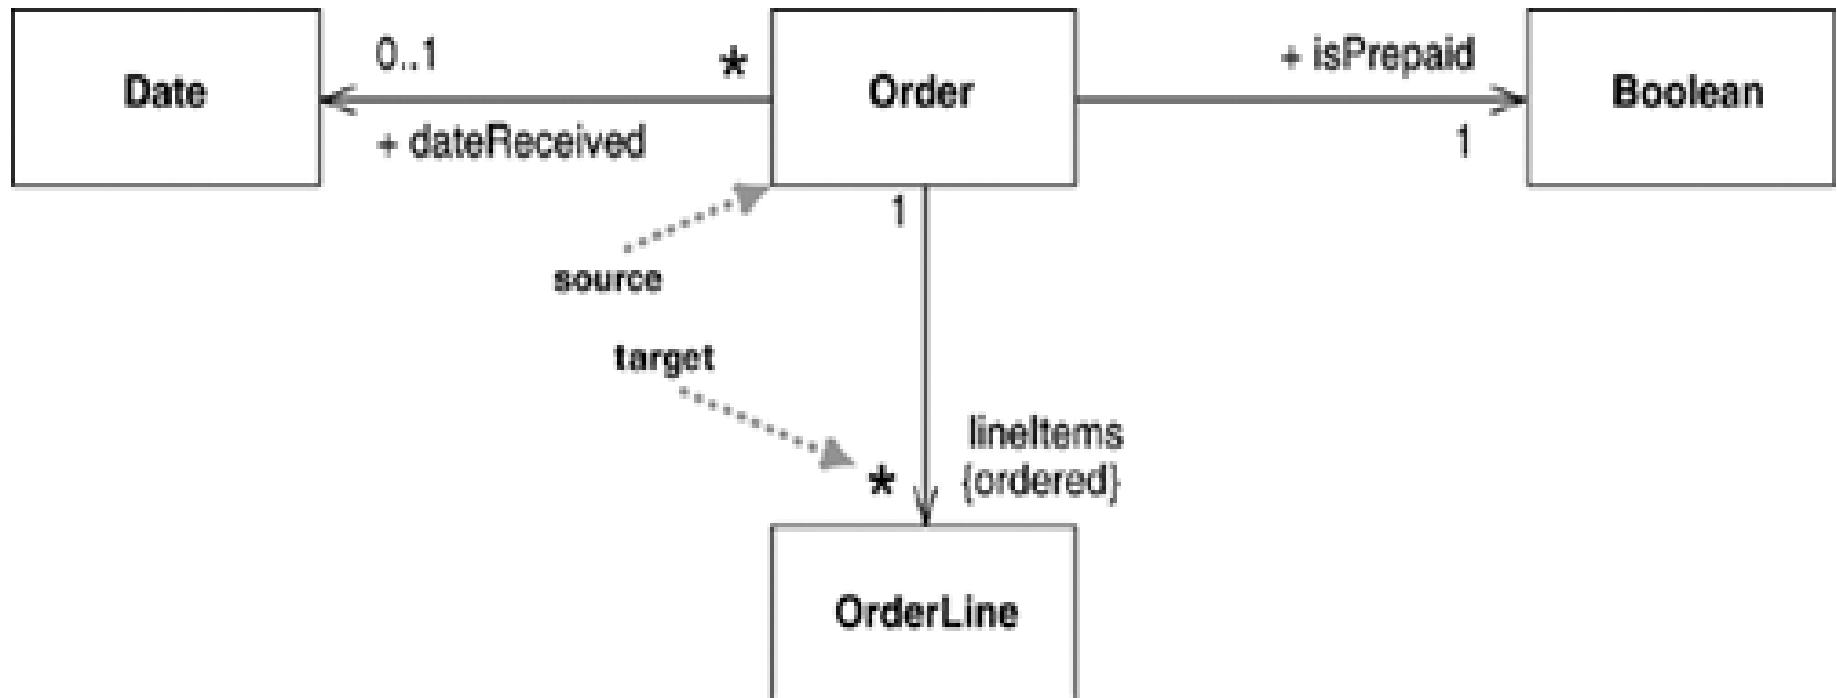 0..1
*
+ isPrepaid
Date
Order
Boolean
+ dateReceived
1
1
source
target
lineItems
*
{ordered}
OrderLine